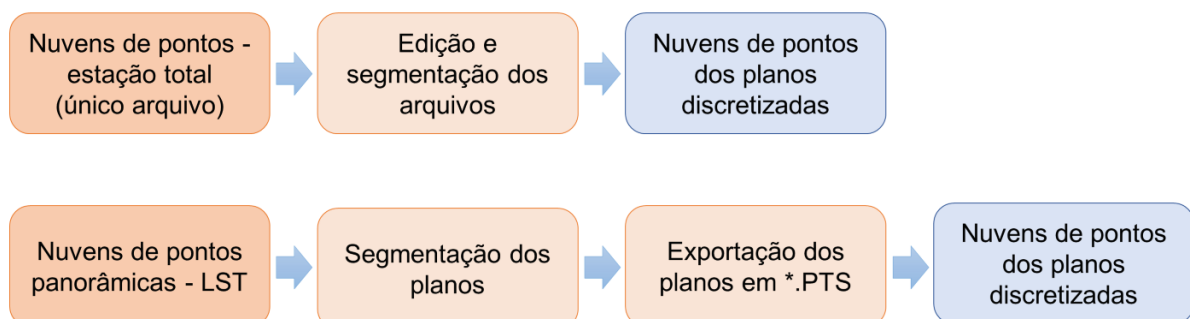 Nuvens de pontos -
estação total
(único arquivo)
Edição e
segmentação dos
arquivos
Nuvens de pontos
dos planos
discretizadas
Nuvens de pontos
panorâmicas - LST
Segmentação dos
planos
Exportação dos
planos em *.PTS
Nuvens de pontos
dos planos
discretizadas